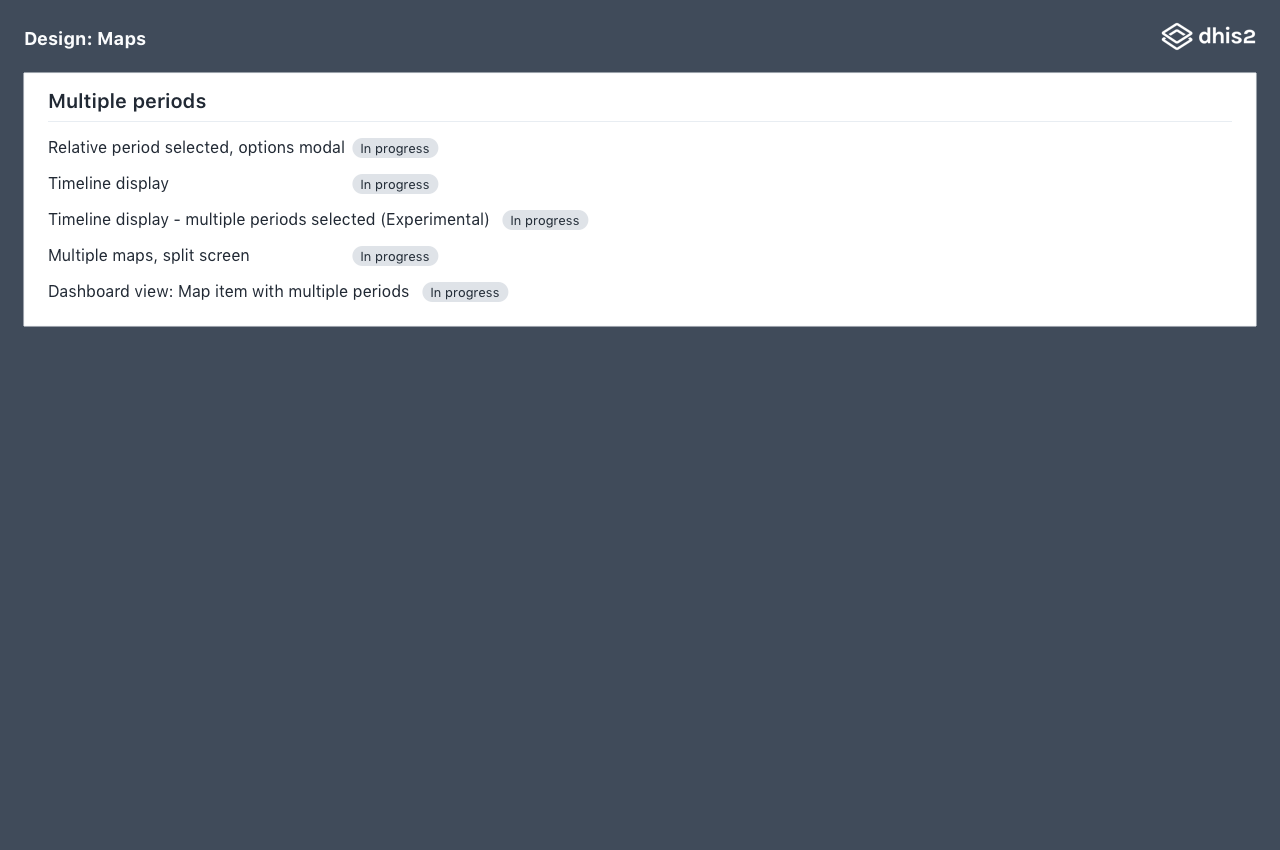 Design: Maps
dhis2
Multiple periods
Relative period selected, options modal In progress
Timeline display In progress
Timeline display - multiple periods selected (Experimental) In progress
Multiple maps, split screen In progress
Dashboard view: Map item with multiple periods In progress